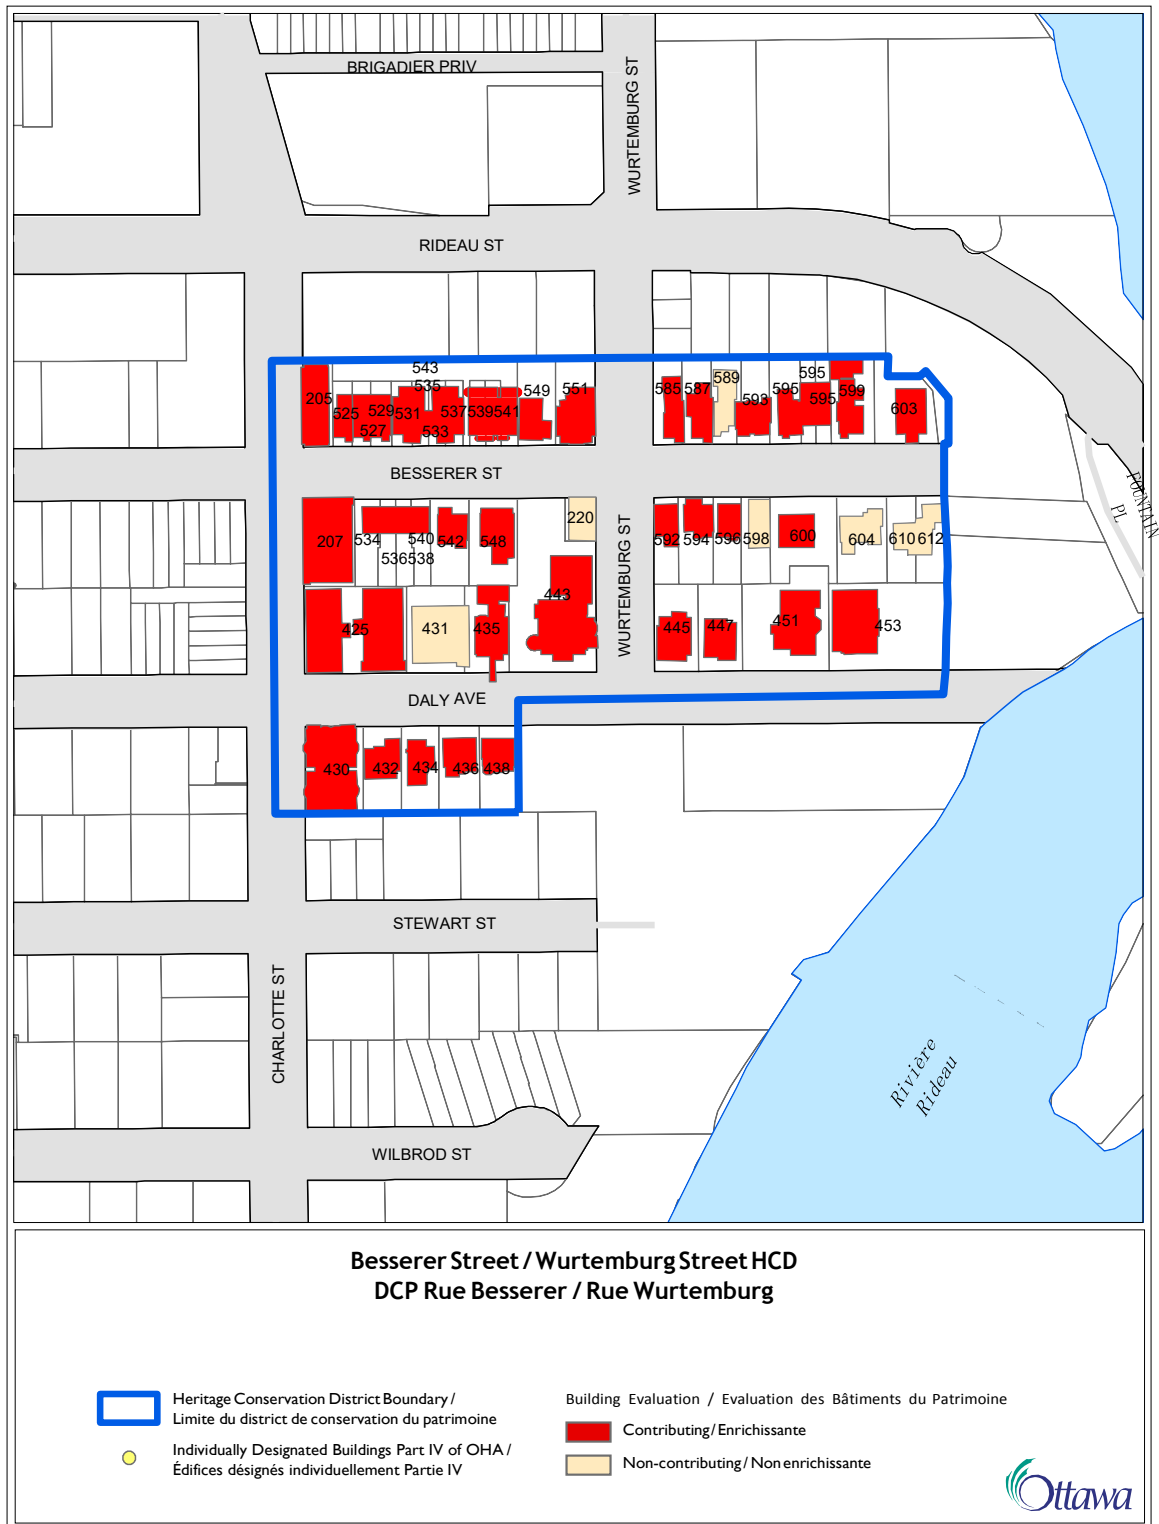 BRIGADIER PRIV
WURTEMBURG ST
RIDEAU ST
543
535
589
595
205
525
529
527
531
533
537
539
541
549
551
585
587
593
595
595
599
603
BESSERER ST
FOUNTAIN
PL
207
534
536
538
540
542
548
220
592
594
596
598
600
604
610
612
WURTEMBURG ST
425
431
435
443
445
447
451
453
DALY AVE
430
432
434
436
438
STEWART ST
CHARLOTTE ST
Rivière
Rideau
WILBROD ST
Besserer Street / Wurtemburg Street HCD
DCP Rue Besserer / Rue Wurtemburg
Heritage Conservation District Boundary /
Limite du district de conservation du patrimoine
Individually Designated Buildings Part IV of OHA /
Édifices désignés individuellement Partie IV
Building Evaluation / Evaluation des Bâtiments du Patrimoine
Contributing/Enrichissante
Non-contributing/Non enrichissante
Ottawa